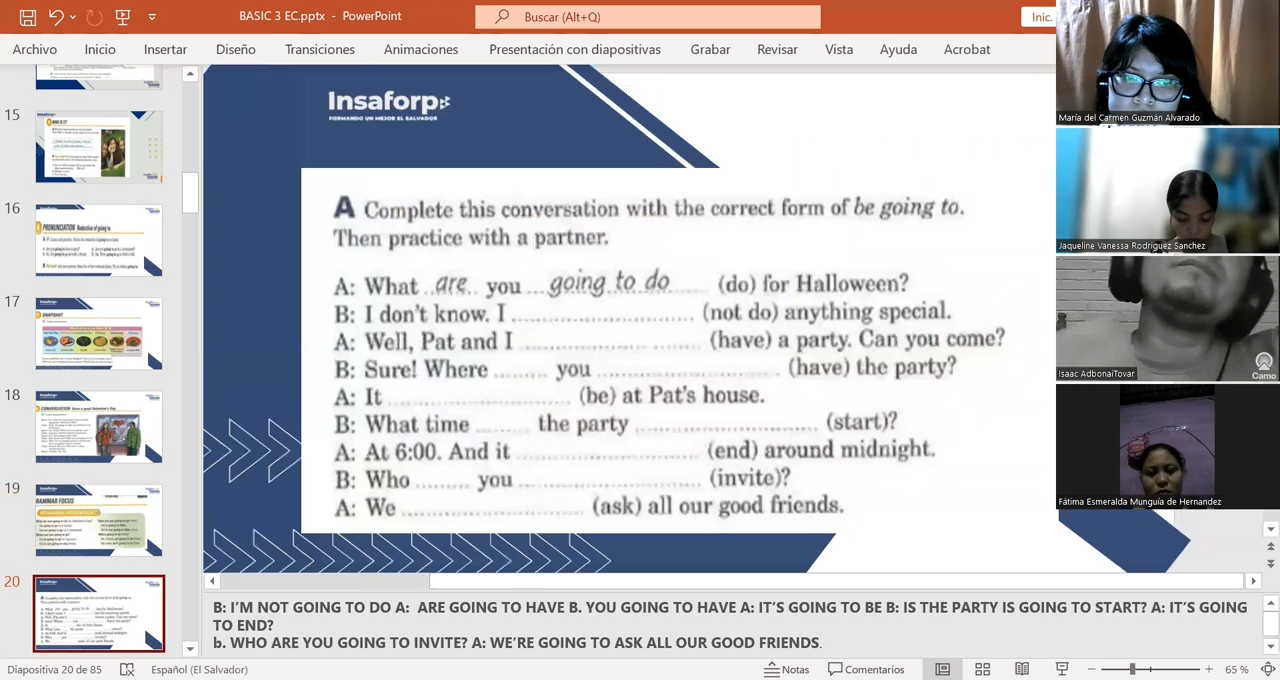 BASIC 3 EC.pptx - PowerPoint
Buscar (Alt+Q)
Inic.
Archivo Inicio Insertar Diseño Transiciones Animaciones Presentación con diapositivas Grabar Revisar Vista Ayuda Acrobat
15
16
17
18
19
20
Insaforp
FORMANDO UN MEJOR EL SALVADOR
A Complete this conversation with the correct form of be going to.
Then practice with a partner.
A: What are you going to do (do) for Halloween?
B: I don't know. I (not do) anything special.
A: Well, Pat and I (have) a party. Can you come?
B: Sure! Where you (have) the party?
A: It (be) at Pat's house.
B: What time the party (start)?
A: At 6:00. And it (end) around midnight.
B: Who you (invite)?
A: We (ask) all our good friends.
María del Carmen Guzmán Alvarado
Jaqueline Vanessa Rodríguez Sanchez
Isaac AdbonaiTovar
Camo
Fátima Esmeralda Munguía de Hernandez
B: I'M NOT GOING TO DO A: ARE GOING TO HAVE B. YOU GOING TO HAVE A: IT'S GOING TO BE B: IS THE PARTY IS GOING TO START? A: IT'S GOING
TO END?
b. WHO ARE YOU GOING TO INVITE? A: WE'RE GOING TO ASK ALL OUR GOOD FRIENDS.
Diapositiva 20 de 85 Español (El Salvador) Notas Comentarios 65 %